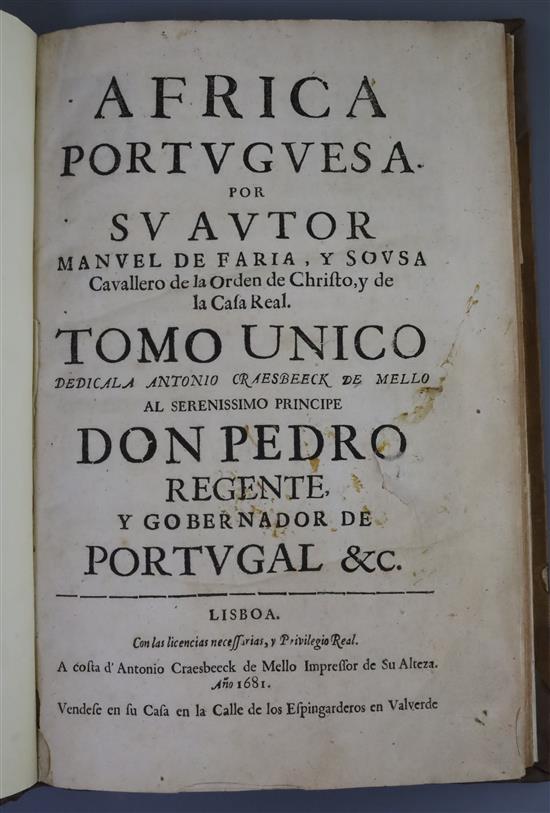 AFRICA
PORTVGVESA.
POR
SV AVTOR
MANVEL DE FARIA, Y SOVSA
Cavallero de la Orden de Chriſto, y de
la Caſa Real.
TOMO UNICO
DEDICALA ANTONIO CRAESBEECK DE MELLO
AL SERENISSIMO PRINCIPE
DON PEDRO
REGENTE,
Y GOBERNADOR DE
PORTVGAL &c.
LISBOA.
Con las licencias neceſſarias, y Privilegio Real.
A coſta d' Antonio Craesbeeck de Mello Impreſſor de Su Alteza.
Año 1681.
Vendeſe en ſu Caſa en la Calle de los Eſpingarderos en Valverde